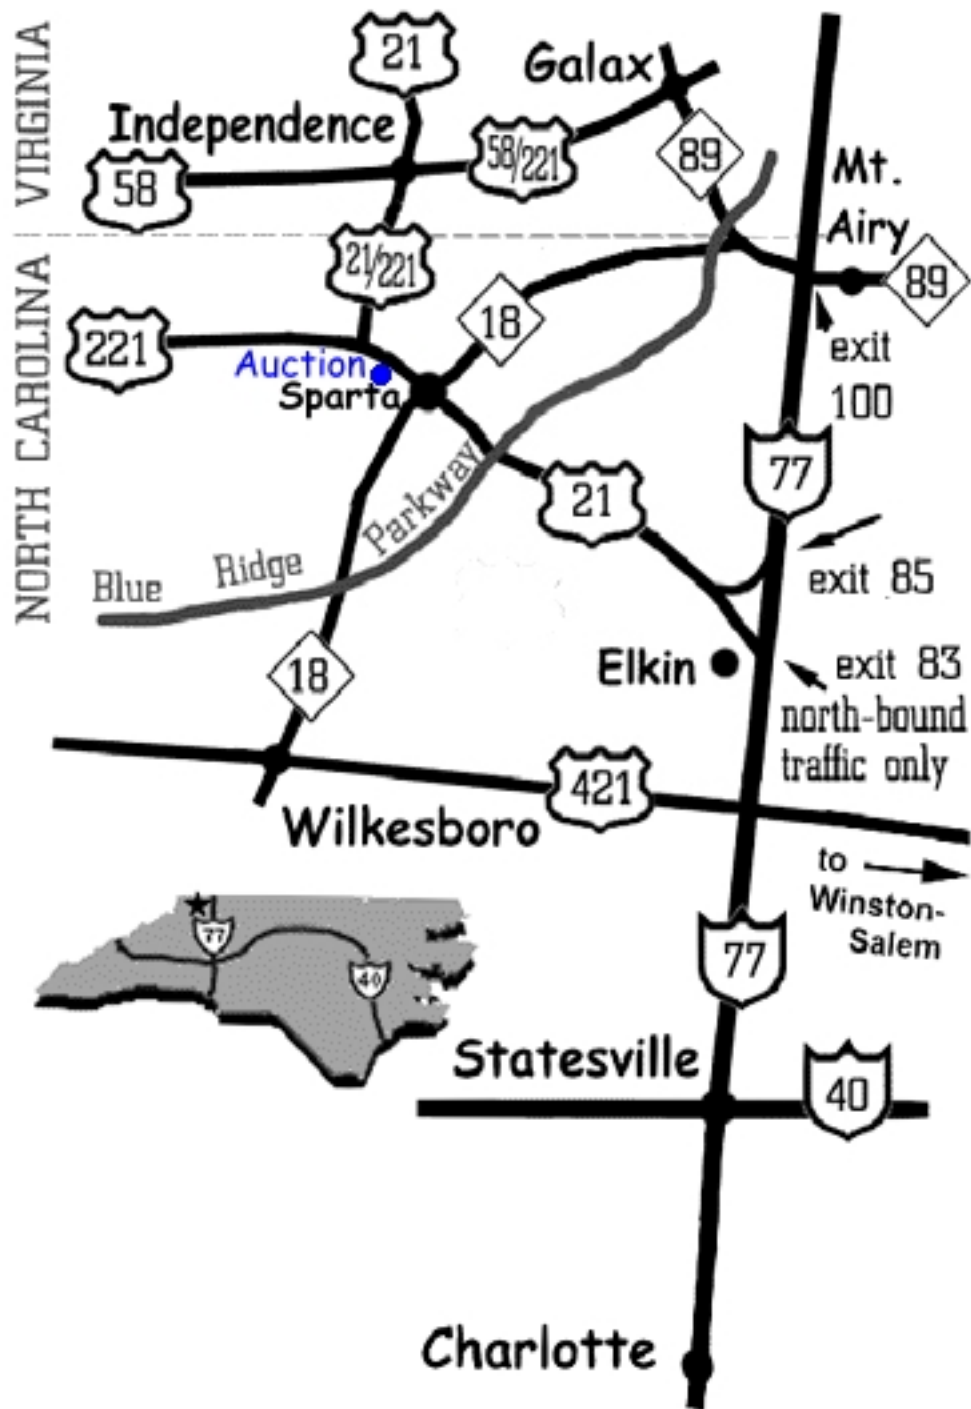 VIRGINIA
NORTH CAROLINA
21
Galax
Independence
58/221
89
58
Mt.
Airy
21/221
89
221
18
exit
100
Auction
Sparta
77
21
Blue Ridge Parkway
exit 85
18
Elkin
exit 83
north-bound
traffic only
421
Wilkesboro
to
Winston-
Salem
77
77
40
Statesville
40
Charlotte